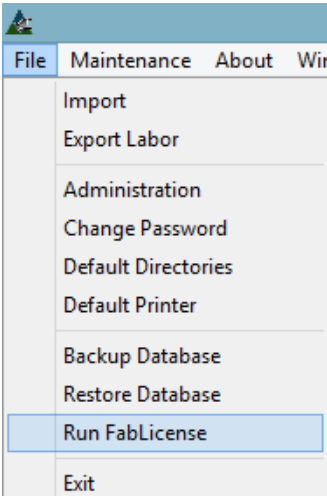 File Maintenance About Wir
Import
Export Labor
Administration
Change Password
Default Directories
Default Printer
Backup Database
Restore Database
Run FabLicense
Exit